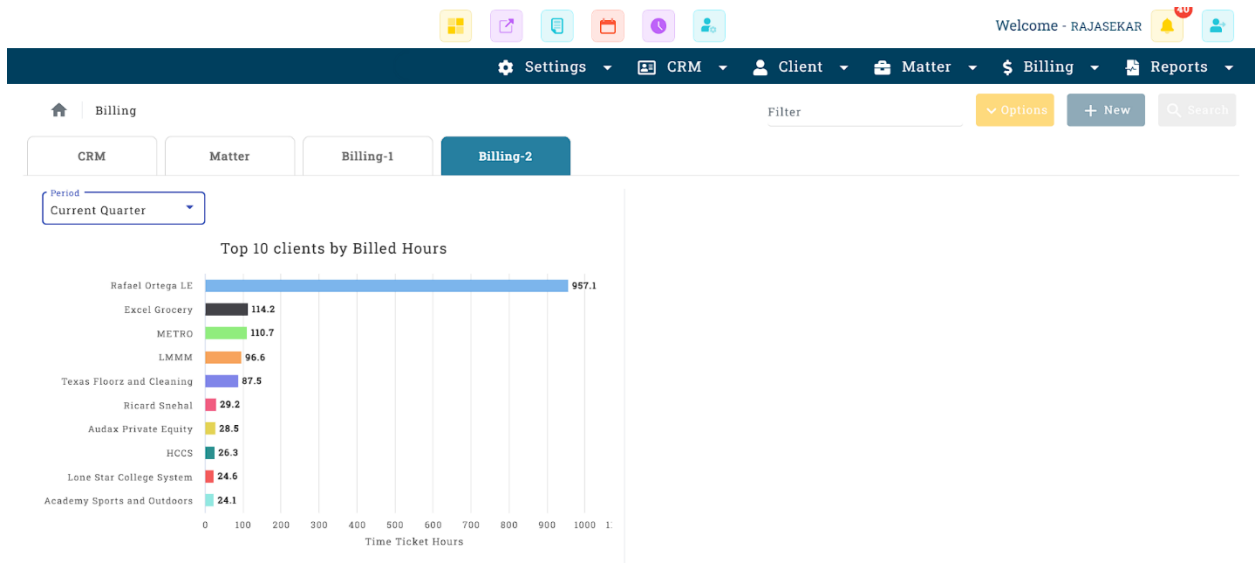 40
Welcome - RAJASEKAR
Settings CRM Client Matter Billing Reports
Billing
Filter
Options
New
Search
CRM Matter Billing-1 Billing-2
Period
Current Quarter
Top 10 clients by Billed Hours
Rafael Ortega LE 957.1
Excel Grocery 114.2
METRO 110.7
LMMM 96.6
Texas Floorz and Cleaning 87.5
Ricard Snehal 29.2
Audax Private Equity 28.5
HCCS 26.3
Lone Star College System 24.6
Academy Sports and Outdoors 24.1
0 100 200 300 400 500 600 700 800 900 1000
Time Ticket Hours